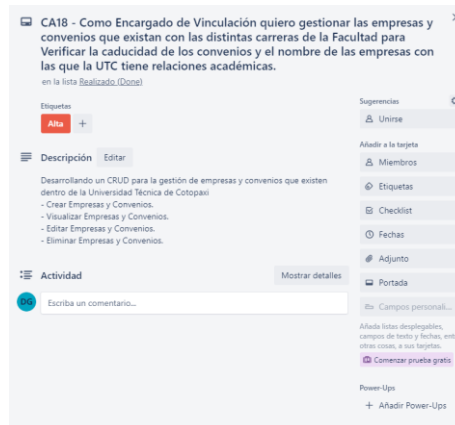 CA18 - Como Encargado de Vinculación quiero gestionar las empresas y
convenios que existan con las distintas carreras de la Facultad para
Verificar la caducidad de los convenios y el nombre de las empresas con
las que la UTC tiene relaciones académicas.
en la lista Realizado (Done)
Etiquetas
Alta +
Descripción Editar
Desarrollando un CRUD para la gestión de empresas y convenios que existen
dentro de la Universidad Técnica de Cotopaxi
- Crear Empresas y Convenios.
- Visualizar Empresas y Convenios.
- Editar Empresas y Convenios.
- Eliminar Empresas y Convenios.
Actividad Mostrar detalles
DG Escriba un comentario...
Sugerencias
Unirse
Añadir a la tarjeta
Miembros
Etiquetas
Checklist
Fechas
Adjunto
Portada
Campos personali...
Añada listas desplegables,
campos de texto y fechas, ent
otras cosas, a sus tarjetas.
Comenzar prueba gratis
Power-Ups
+ Añadir Power-Ups